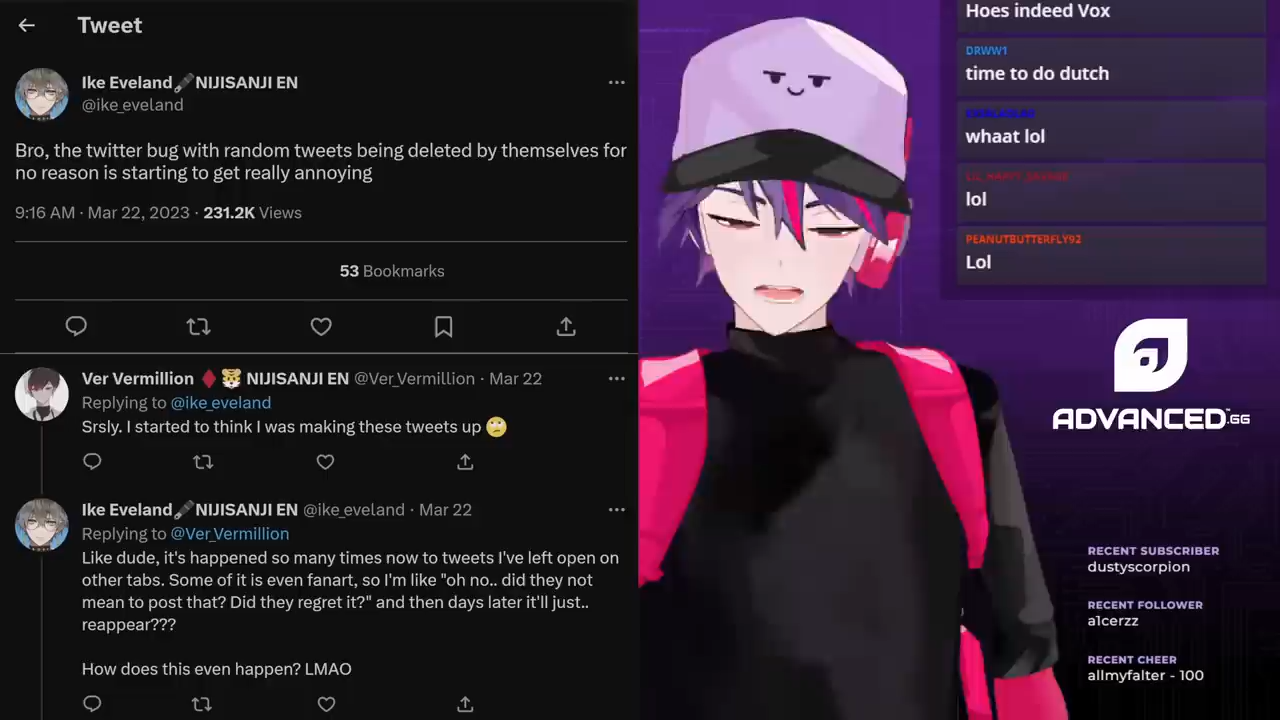 Tweet
Ike Eveland🖋NIJISANJI EN
@ike_eveland
Bro, the twitter bug with random tweets being deleted by themselves for
no reason is starting to get really annoying
9:16 AM · Mar 22, 2023 · 231.2K Views
53 Bookmarks
Ver Vermillion ♦️🐯 NIJISANJI EN @Ver_Vermillion · Mar 22
Replying to @ike_eveland
Srsly. I started to think I was making these tweets up 🙄
Ike Eveland🖋NIJISANJI EN @ike_eveland · Mar 22
Replying to @Ver_Vermillion
Like dude, it's happened so many times now to tweets I've left open on
other tabs. Some of it is even fanart, so I'm like "oh no.. did they not
mean to post that? Did they regret it?" and then days later it'll just..
reappear???
How does this even happen? LMAO
Hoes indeed Vox
DRWW1
time to do dutch
whaat lol
lol
PEANUTBUTTERFLY92
Lol
ADVANCED™.GG
RECENT SUBSCRIBER
dustyscorpion
RECENT FOLLOWER
a1cerzz
RECENT CHEER
allmyfalter - 100